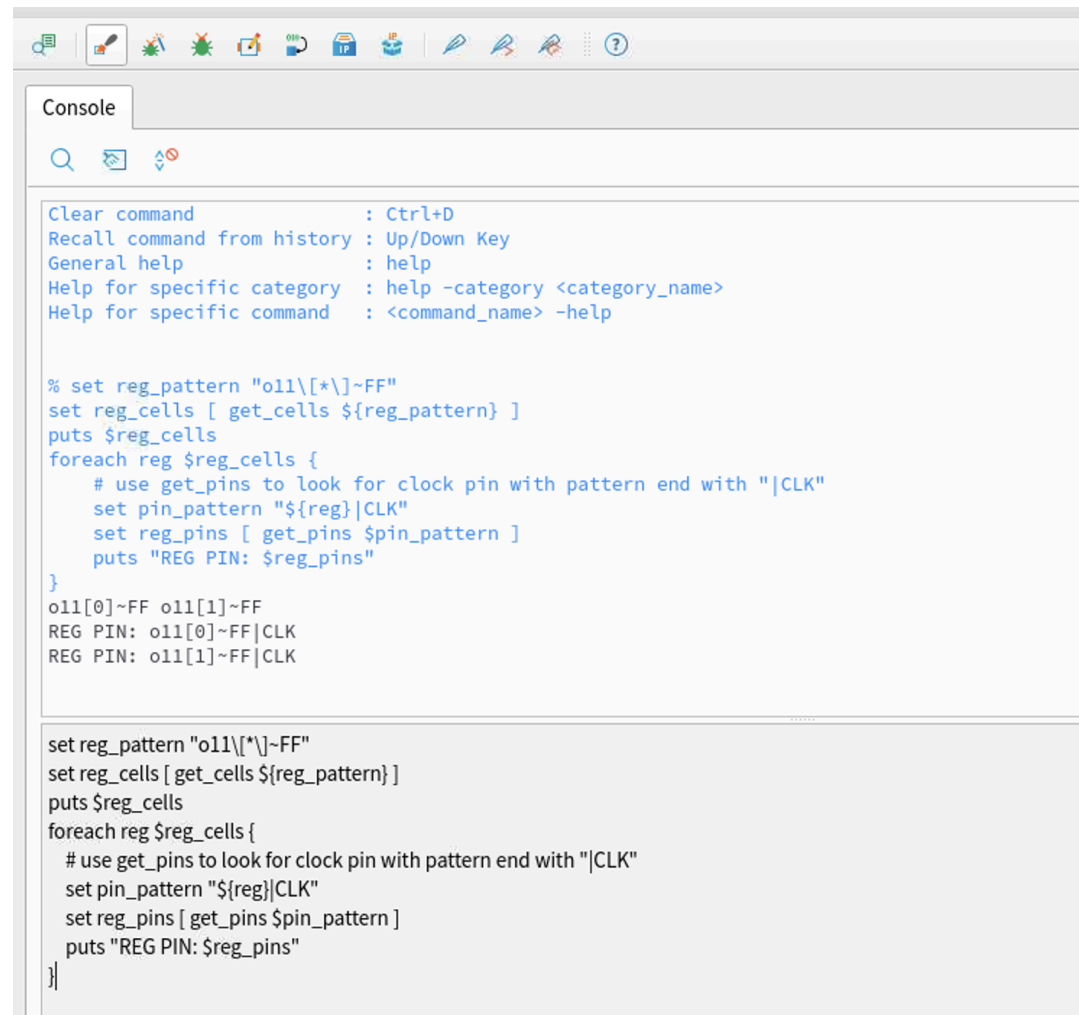 010
IP
IP
?
Console
Clear command : Ctrl+D
Recall command from history : Up/Down Key
General help : help
Help for specific category : help -category <category_name>
Help for specific command : <command_name> -help
% set reg_pattern "o11\[*\]~FF"
set reg_cells [ get_cells ${reg_pattern} ]
puts $reg_cells
foreach reg $reg_cells {
    # use get_pins to look for clock pin with pattern end with "|CLK"
    set pin_pattern "${reg}|CLK"
    set reg_pins [ get_pins $pin_pattern ]
    puts "REG PIN: $reg_pins"
}
o11[0]~FF o11[1]~FF
REG PIN: o11[0]~FF|CLK
REG PIN: o11[1]~FF|CLK
set reg_pattern "o11\[*\]~FF"
set reg_cells [ get_cells ${reg_pattern} ]
puts $reg_cells
foreach reg $reg_cells {
    # use get_pins to look for clock pin with pattern end with "|CLK"
    set pin_pattern "${reg}|CLK"
    set reg_pins [ get_pins $pin_pattern ]
    puts "REG PIN: $reg_pins"
}